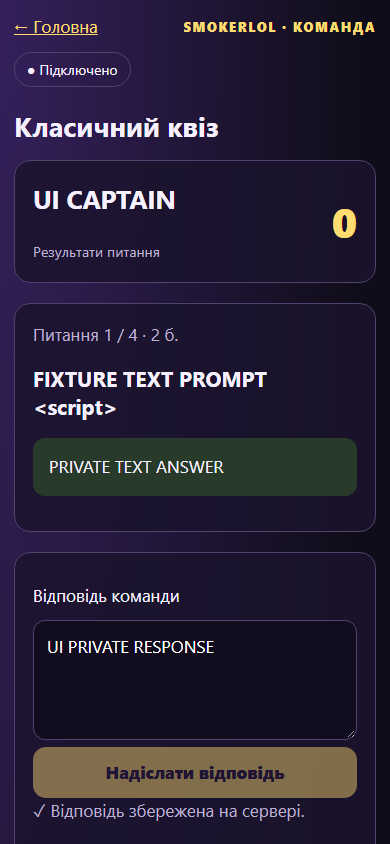 ← Головна
SMOKERLOL · КОМАНДА
● Підключено
Класичний квіз
UI CAPTAIN
0
Результати питання
Питання 1 / 4 · 2 б.
FIXTURE TEXT PROMPT
<script>
PRIVATE TEXT ANSWER
Відповідь команди
UI PRIVATE RESPONSE
Надіслати відповідь
✓ Відповідь збережена на сервері.